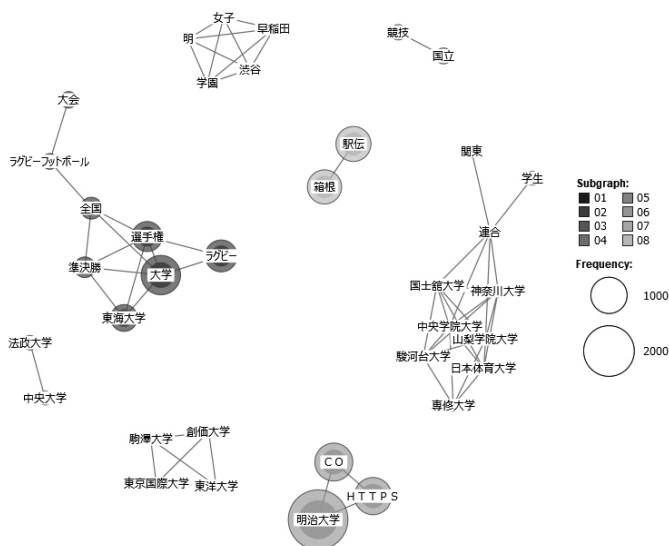 女子
早稲田
明
渋谷
学園
競技
国立
大会
ラグビーフットボール
駅伝
箱根
関東
学生
全国
選手権
ラグビー
準決勝
大学
東海大学
連合
国士舘大学
神奈川大学
中央学院大学
山梨学院大学
駿河台大学
日本体育大学
専修大学
法政大学
中央大学
駒澤大学
創価大学
東京国際大学
東洋大学
ＣＯ
ＨＴＴＰＳ
明治大学
Subgraph:
01 05
02 06
03 07
04 08
Frequency:
1000
2000